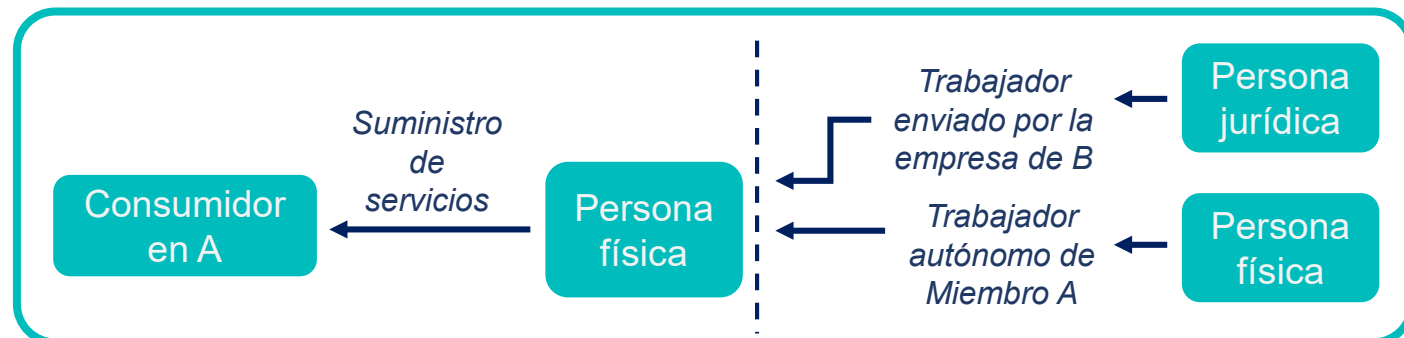 Consumidor
en A
Suministro
de
servicios
Persona
física
Trabajador
enviado por la
empresa de B
Trabajador
autónomo de
Miembro A
Persona
jurídica
Persona
física